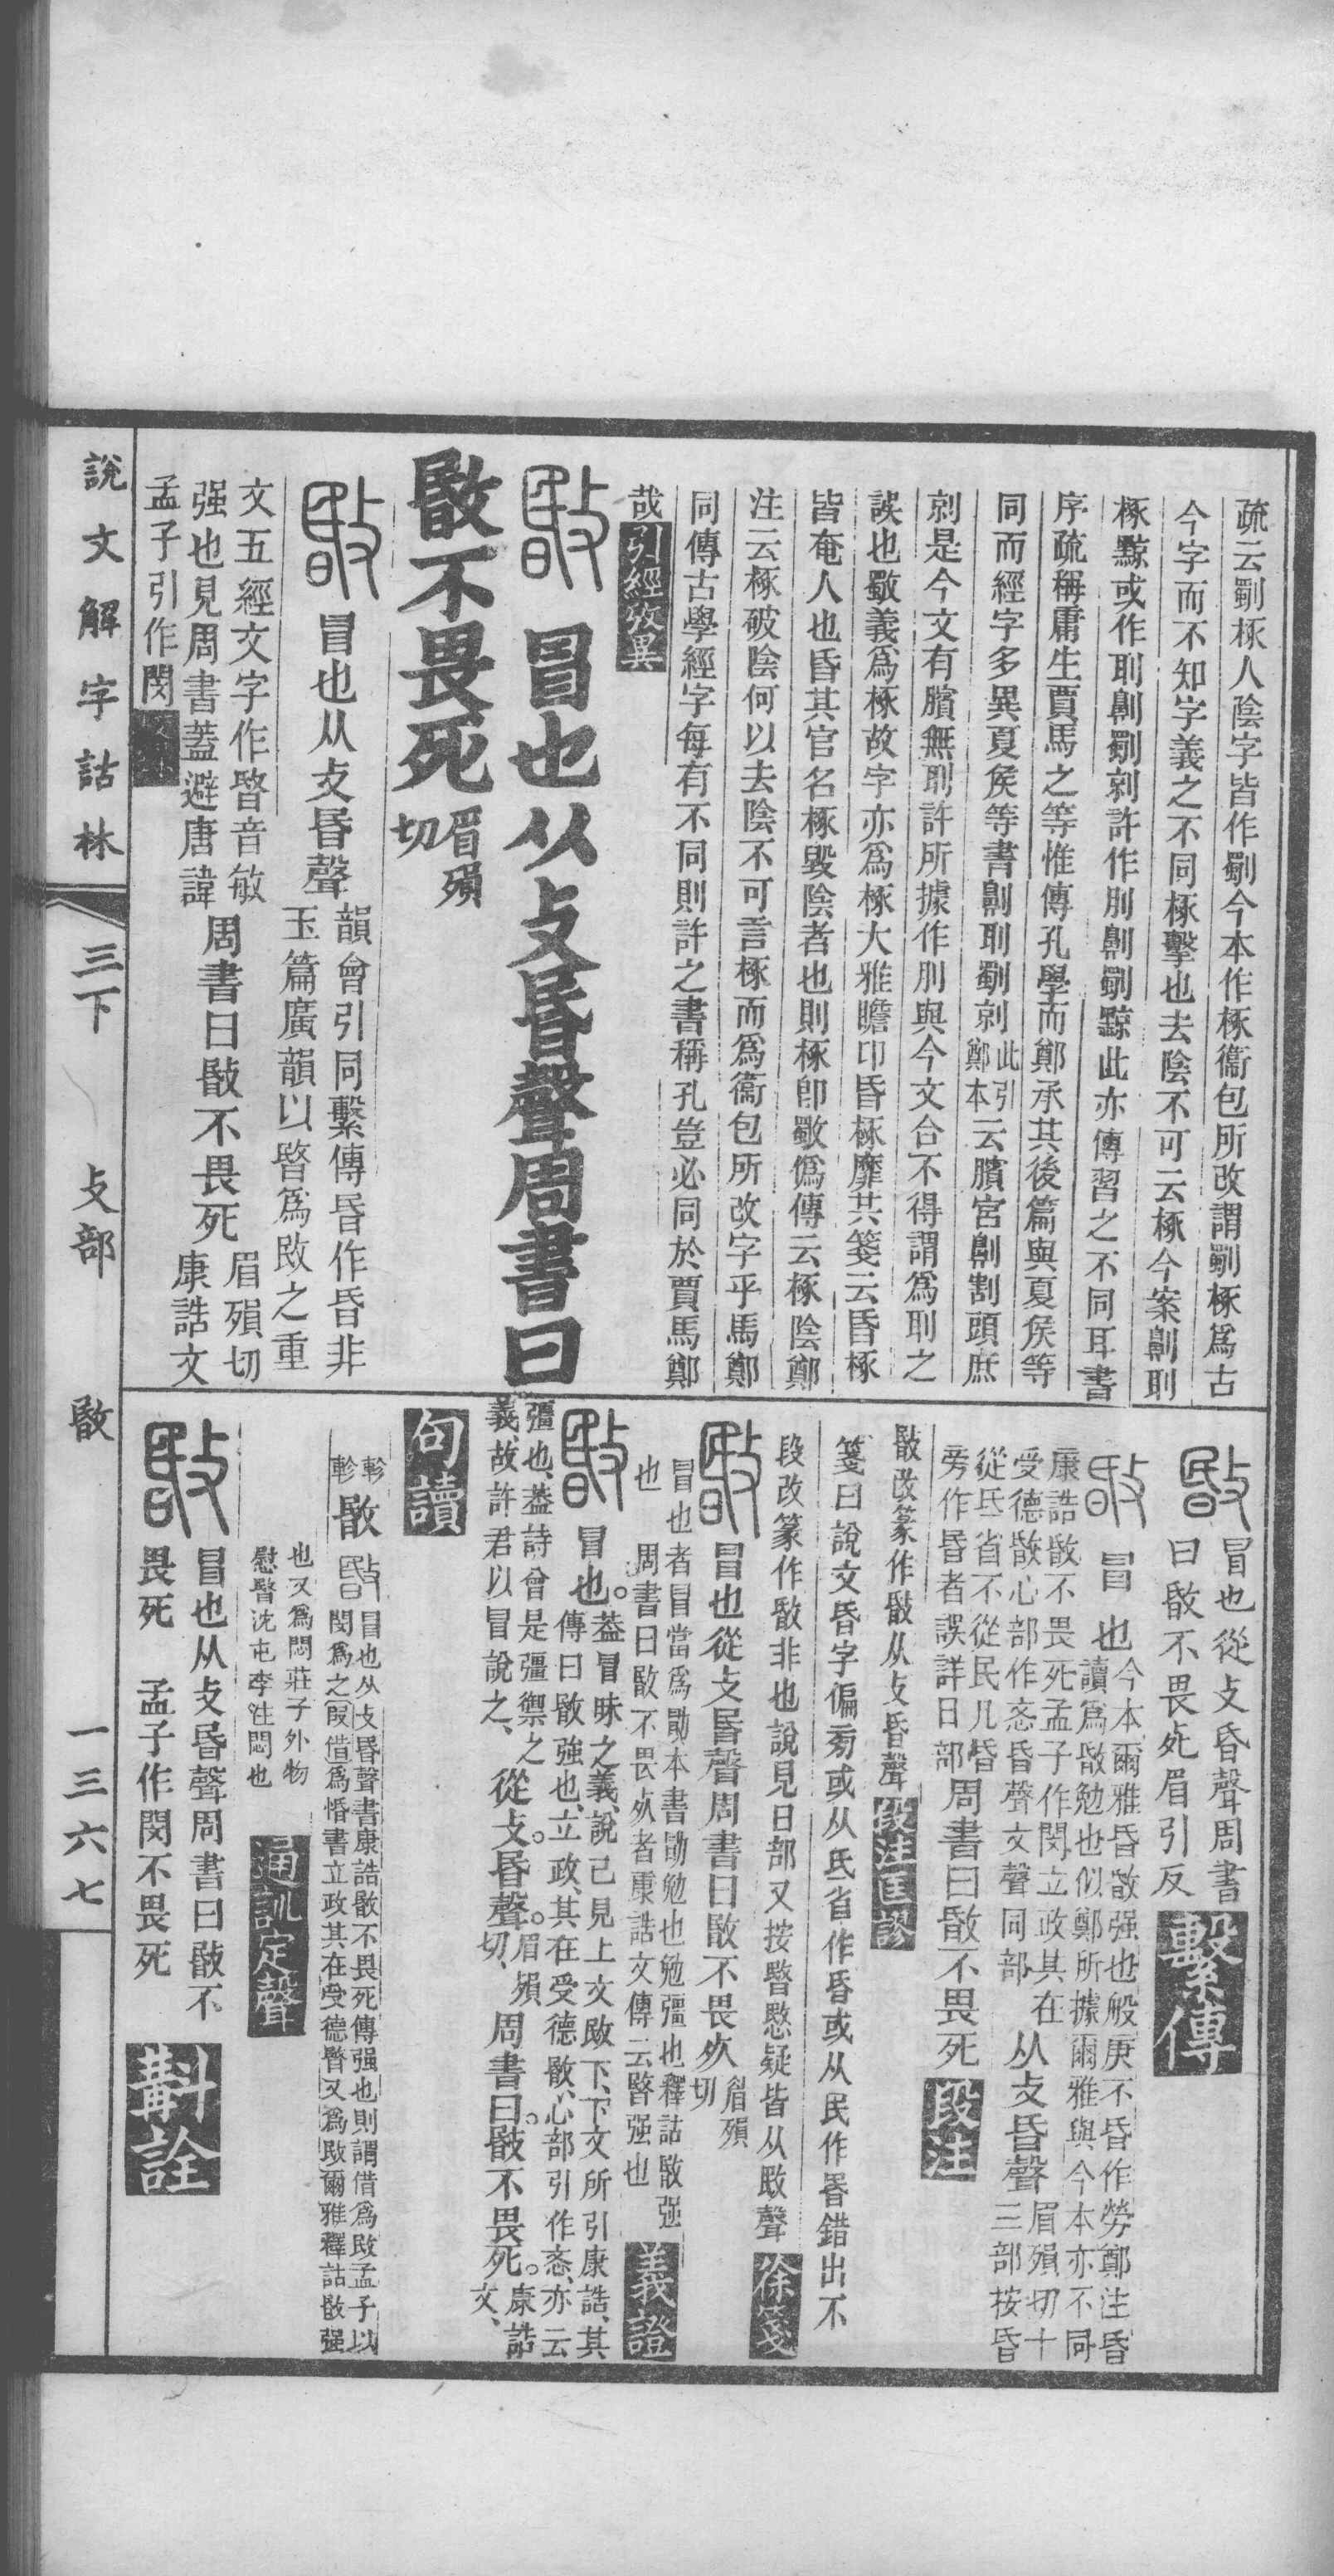 疏云劅椓人陰字皆作劅今本作椓衞包所改謂劅椓爲古
今字而不知字義之不同椓擊也去陰不可云椓今案劓刵
椓黥或作刵劓劅剠許作刖劓劅黥此亦傳習之不同耳書
序疏稱庸生賈馬之等惟傳孔學而鄭承其後篇與夏矦等
同而經字多異夏矦等書劓刵劅剠此引鄭本云臏宮劓割頭庶
剠是今文有臏無刵許所據作刖與今文合不得謂爲刵之
誤也斀義爲椓故字亦爲椓大雅瞻卬昏椓靡共箋云昏椓
皆奄人也昏其官名椓毀陰者也則椓卽斀僞傳云椓陰鄭
注云椓破陰何以去陰不可言椓而爲衞包所改字乎馬鄭
同傳古學經字每有不同則許之書稱孔豈必同於賈馬鄭
哉引經攷異
冒也从攴昬聲周書曰
敯不畏死眉殞切
冒也从攴昬聲韻會引同繫傳昏作昏非玉篇廣韻以暋爲敃之重
文五經文字作暋音敏强也見周書蓋避唐諱周書曰敯不畏死眉殞切康誥文
孟子引作閔
冒也從攴昏聲周書
曰敯不畏死眉引反繫傳
冒也今本爾雅昏敯强也般庚不昏作勞鄭注昏讀爲敯勉也似鄭所據爾雅與今本亦不同
康誥敯不畏死孟子作閔立政其在受德敯心部作忞昏聲文聲同部从攴昏聲眉殞切十三部按昏
從氐省不從民凡昏旁作昬者誤詳日部周書曰敯不畏死段注
敯改篆作敯从攴昏聲段注匡謬
箋曰說文昏字偏旁或从氐省作昏或从民作昬錯出不
段改篆作敯非也說見日部又按暋愍疑皆从敃聲徐箋
冒也從攴昬聲周書曰敯不畏死眉殞切
冒也者冒當爲勖本書勖勉也勉彊也釋詁敯强也周書曰敯不畏死者康誥文傳云暋强也義證
冒也。葢冒昧之義、說已見上文敃下、下文所引康誥、其傳曰敯強也、立政、其在受德敯、心部引作忞、亦云
彊也、葢詩曾是彊禦之義、故許君以冒說之、從攴。昬聲。眉殞切、周書曰。敯不畏死。康誥文、
句讀
敯冒也从攴昬聲書康誥敯不畏死傳强也則謂借爲敃孟子以閔爲之叚借爲惛書立政其在受德暋又爲敃爾雅釋詁敯强
也又爲悶莊子外物慰暋沈屯李注悶也通訓定聲
冒也从攴昬聲周書曰敯不
畏死　孟子作閔不畏死斠詮
說文解字詁林　三下　攴部　敯　一三六七